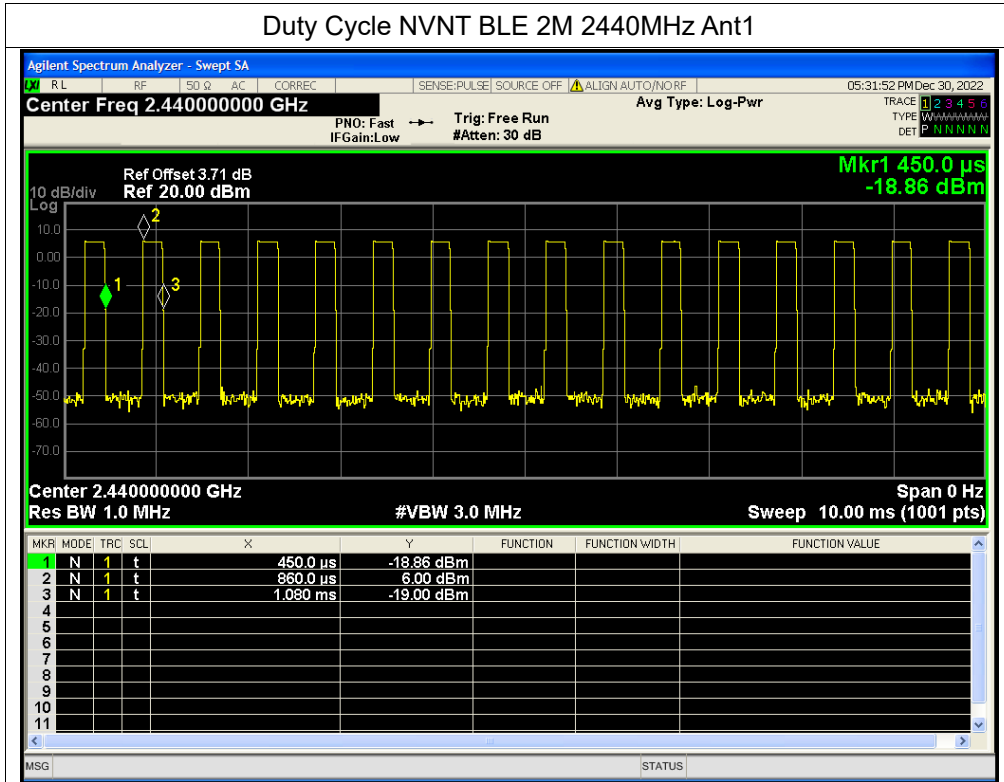 Duty Cycle NVNT BLE 2M 2440MHz Ant1
Agilent Spectrum Analyzer - Swept SA
LXI RL RF 50 Ω AC CORREC SENSE:PULSE SOURCE OFF ALIGN AUTO/NO RF 05:31:52 PM Dec 30, 2022
Center Freq 2.440000000 GHz Avg Type: Log-Pwr TRACE 1 2 3 4 5 6
PNO: Fast Trig: Free Run TYPE W
IFGain:Low #Atten: 30 dB DET P N N N N N
Mkr1 450.0 µs
Ref Offset 3.71 dB
10 dB/div Ref 20.00 dBm -18.86 dBm
Log
10.0
0.00
-10.0
-20.0
-30.0
-40.0
-50.0
-60.0
-70.0
2
1
3
Center 2.440000000 GHz Span 0 Hz
Res BW 1.0 MHz #VBW 3.0 MHz Sweep 10.00 ms (1001 pts)
MKR MODE TRC SCL X Y FUNCTION FUNCTION WIDTH FUNCTION VALUE
1 N 1 t 450.0 µs -18.86 dBm
2 N 1 t 860.0 µs 6.00 dBm
3 N 1 t 1.080 ms -19.00 dBm
4
5
6
7
8
9
10
11
MSG STATUS